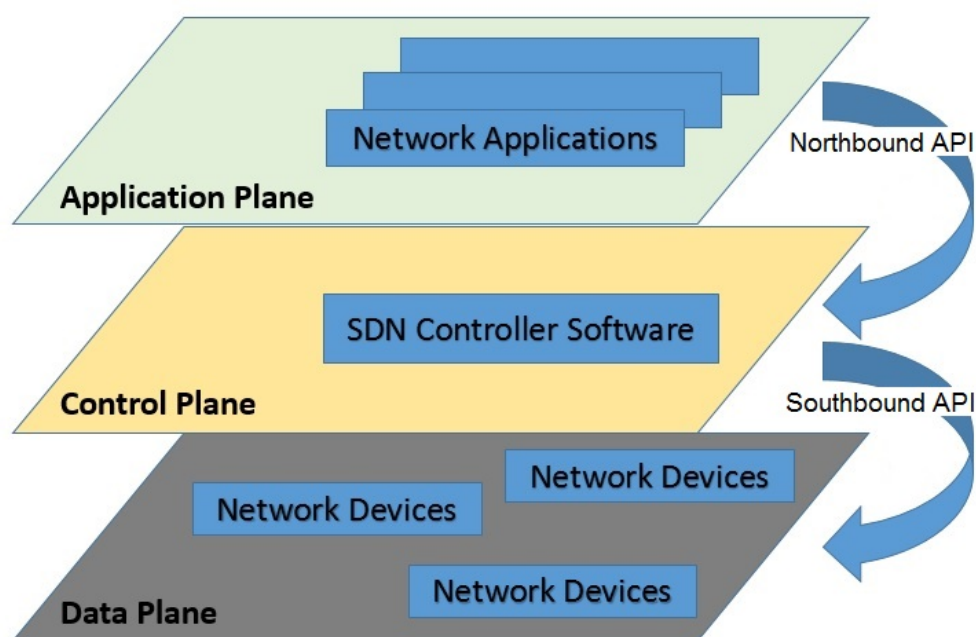 Network Applications
Northbound API
Application Plane
SDN Controller Software
Control Plane
Southbound API
Network Devices
Network Devices
Network Devices
Data Plane